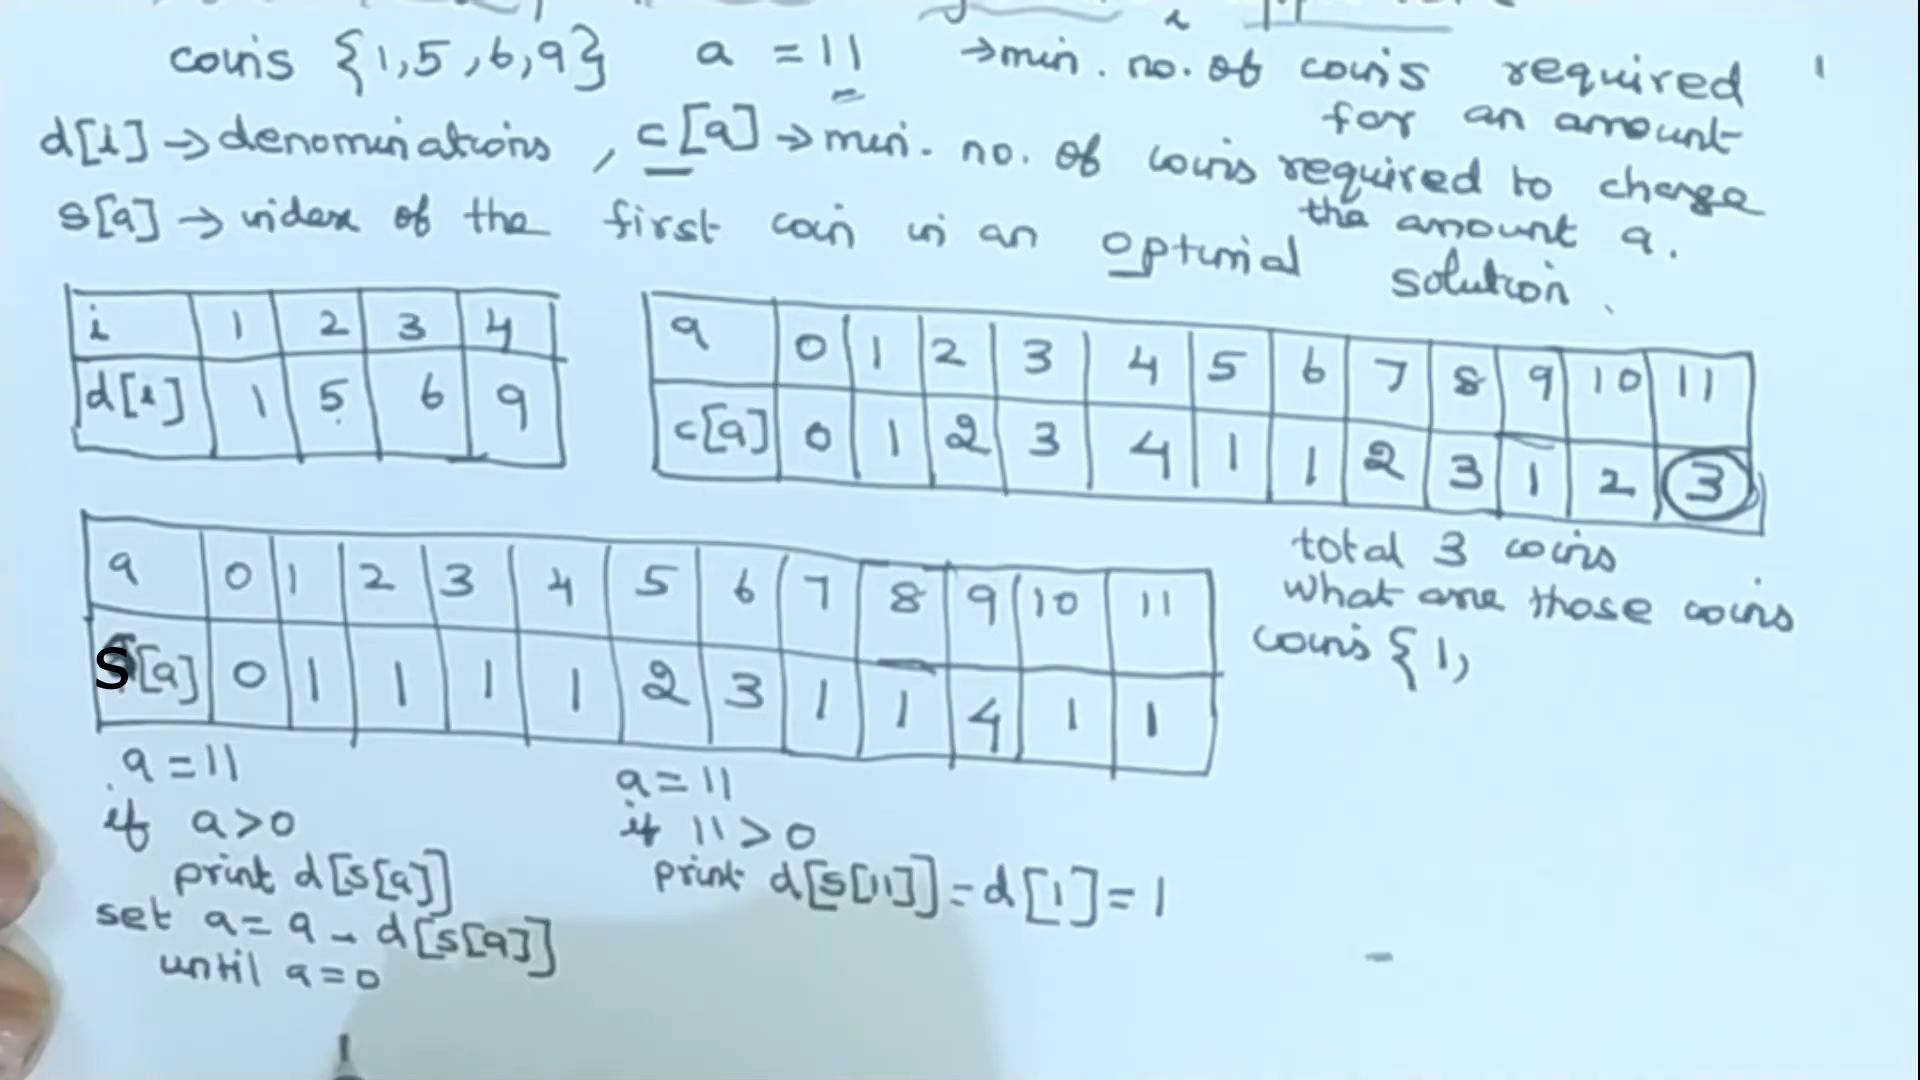 coins {1,5,6,9} a = 11 → min. no. of coins required for an amount
d[i] → denominations, c[a] → min. no. of coins required to change the amount a.
s[a] → index of the first coin in an optimal solution.
i 1 2 3 4
d[i] 1 5 6 9
a 0 1 2 3 4 5 6 7 8 9 10 11
c[a] 0 1 2 3 4 1 1 2 3 1 2 3
total 3 coins
what are those coins
coins {1,
a 0 1 2 3 4 5 6 7 8 9 10 11
S[a] 0 1 1 1 1 2 3 1 1 4 1 1
a = 11
if a > 0
print d[s[a]]
set a = a - d[s[a]]
until a = 0
a = 11
if 11 > 0
print d[s[11]] = d[1] = 1